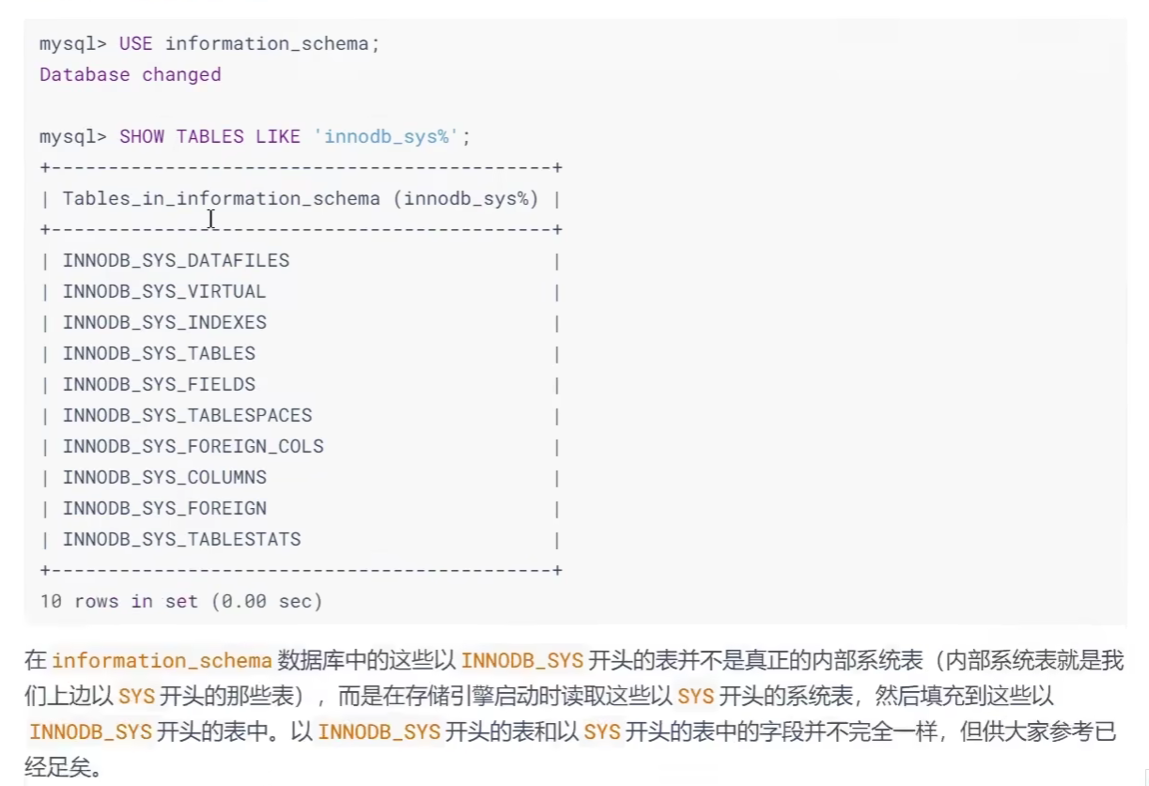 mysql> USE information_schema;
Database changed
mysql> SHOW TABLES LIKE 'innodb_sys%';
+--------------------------------------------+
| Tables_in_information_schema (innodb_sys%) |
+--------------------------------------------+
| INNODB_SYS_DATAFILES                       |
| INNODB_SYS_VIRTUAL                         |
| INNODB_SYS_INDEXES                         |
| INNODB_SYS_TABLES                          |
| INNODB_SYS_FIELDS                          |
| INNODB_SYS_TABLESPACES                     |
| INNODB_SYS_FOREIGN_COLS                    |
| INNODB_SYS_COLUMNS                         |
| INNODB_SYS_FOREIGN                         |
| INNODB_SYS_TABLESTATS                      |
+--------------------------------------------+
10 rows in set (0.00 sec)
在 information_schema 数据库中的这些以 INNODB_SYS 开头的表并不是真正的内部系统表（内部系统表就是我
们上边以 SYS 开头的那些表），而是在存储引擎启动时读取这些以 SYS 开头的系统表，然后填充到这些以
INNODB_SYS 开头的表中。以 INNODB_SYS 开头的表和以 SYS 开头的表中的字段并不完全一样，但供大家参考已
经足矣。